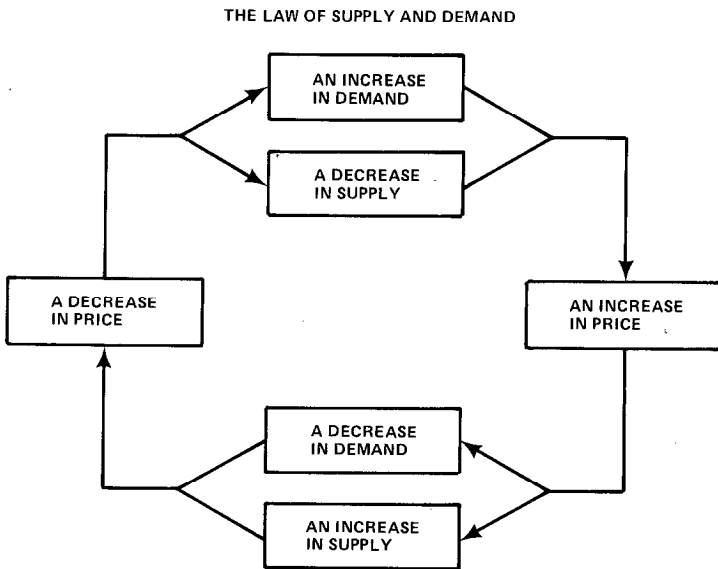 THE LAW OF SUPPLY AND DEMAND
AN INCREASE
IN DEMAND
A DECREASE
IN SUPPLY
A DECREASE
IN PRICE
AN INCREASE
IN PRICE
A DECREASE
IN DEMAND
AN INCREASE
IN SUPPLY